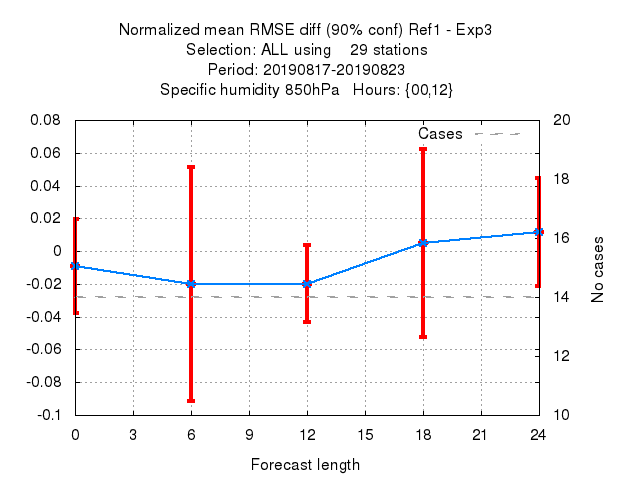 Normalized mean RMSE diff (90% conf) Ref1 - Exp3
Selection: ALL using    29 stations
Period: 20190817-20190823
Specific humidity 850hPa   Hours: {00,12}
Cases
0.08
0.06
0.04
0.02
0
-0.02
-0.04
-0.06
-0.08
-0.1
20
18
16
14
12
10
No cases
0 3 6 9 12 15 18 21 24
Forecast length